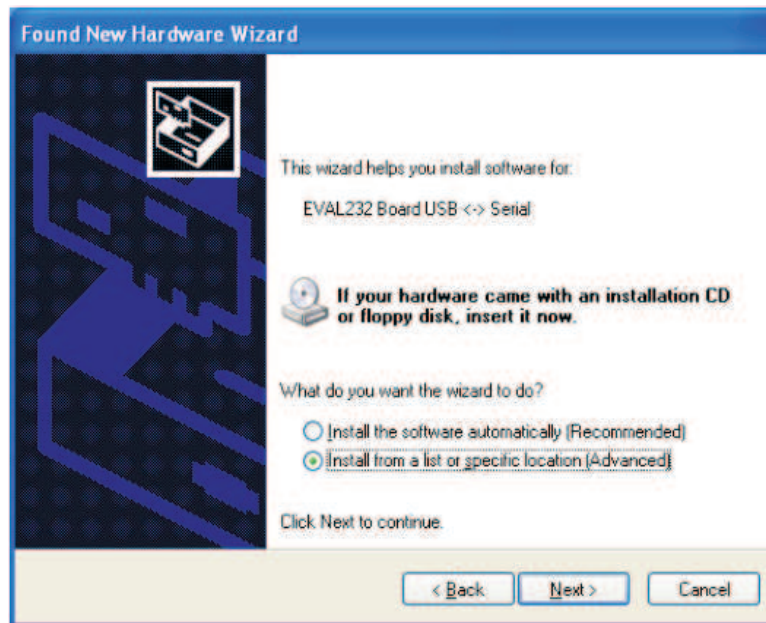 Found New Hardware Wizard
This wizard helps you install software for:
EVAL232 Board USB <-> Serial
If your hardware came with an installation CD
or floppy disk, insert it now.
What do you want the wizard to do?
Install the software automatically (Recommended)
Install from a list or specific location (Advanced)
Click Next to continue.
< Back Next > Cancel